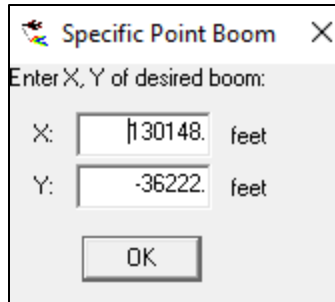 Specific Point Boom
Enter X, Y of desired boom:
X: 130148. feet
Y: -36222. feet
OK